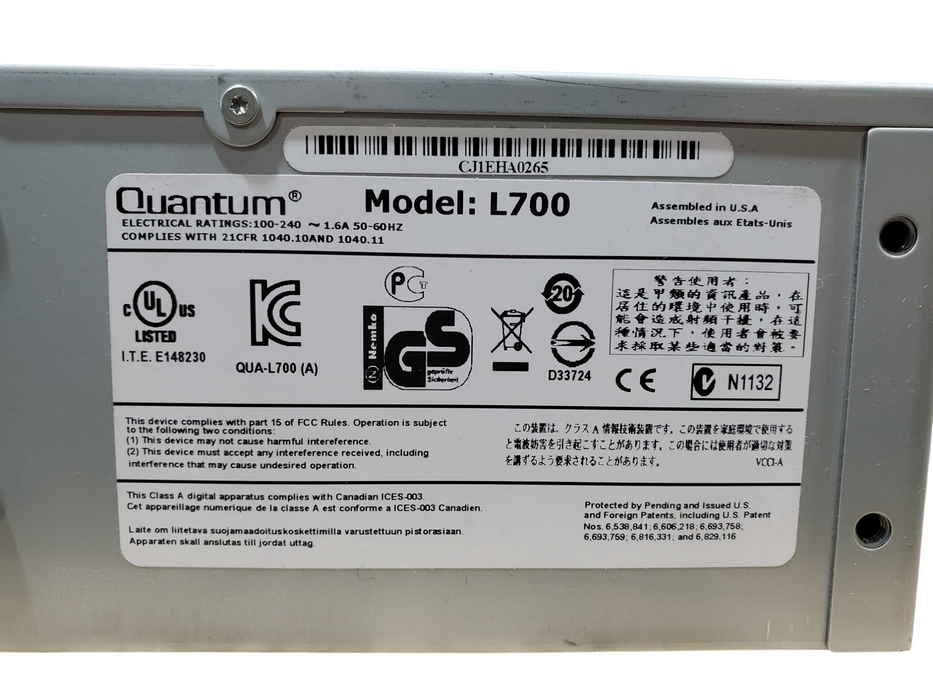 CJ1EHA0265
Quantum® Model: L700
ELECTRICAL RATINGS:100-240 ~ 1.6A 50-60HZ
COMPLIES WITH 21CFR 1040.10AND 1040.11
Assembled in U.S.A
Assembles aux Etats-Unis
c UL US
LISTED
I.T.E. E148230
KC
QUA-L700 (A)
PCT
N Nemko
GS
geprüfte
Sicherheit
20
D33724
CE
N1132
警告使用者：
這是甲類的資訊產品，在
居住的環境中使用時，可
能會造成射頻干擾，在這
種情況下，使用者會被要
求採取某些適當的對策。
This device complies with part 15 of FCC Rules. Operation is subject
to the following two conditions:
(1) This device may not cause harmful intereference.
(2) This device must accept any interference received, including
interference that may cause undesired operation.
この装置は、クラス A 情報技術装置です。この装置を家庭環境で使用する
と電波妨害を引き起こすことがあります。この場合には使用者が適切な対策
を講ずるよう要求されることがあります。 VCCI-A
This Class A digital apparatus complies with Canadian ICES-003.
Cet appareillage numerique de la classe A est conforme a ICES-003 Canadien.
Laite om liitetava suojamaadoituskoskettimilla varustettuun pistorasiaan.
Apparaten skall anslutas till jordat uttag.
Protected by Pending and Issued U.S.
and Foreign Patents, including U.S. Patent
Nos. 6,538,841; 6,606,218; 6,693,758;
6,693,759; 6,816,331; and 6,829,116